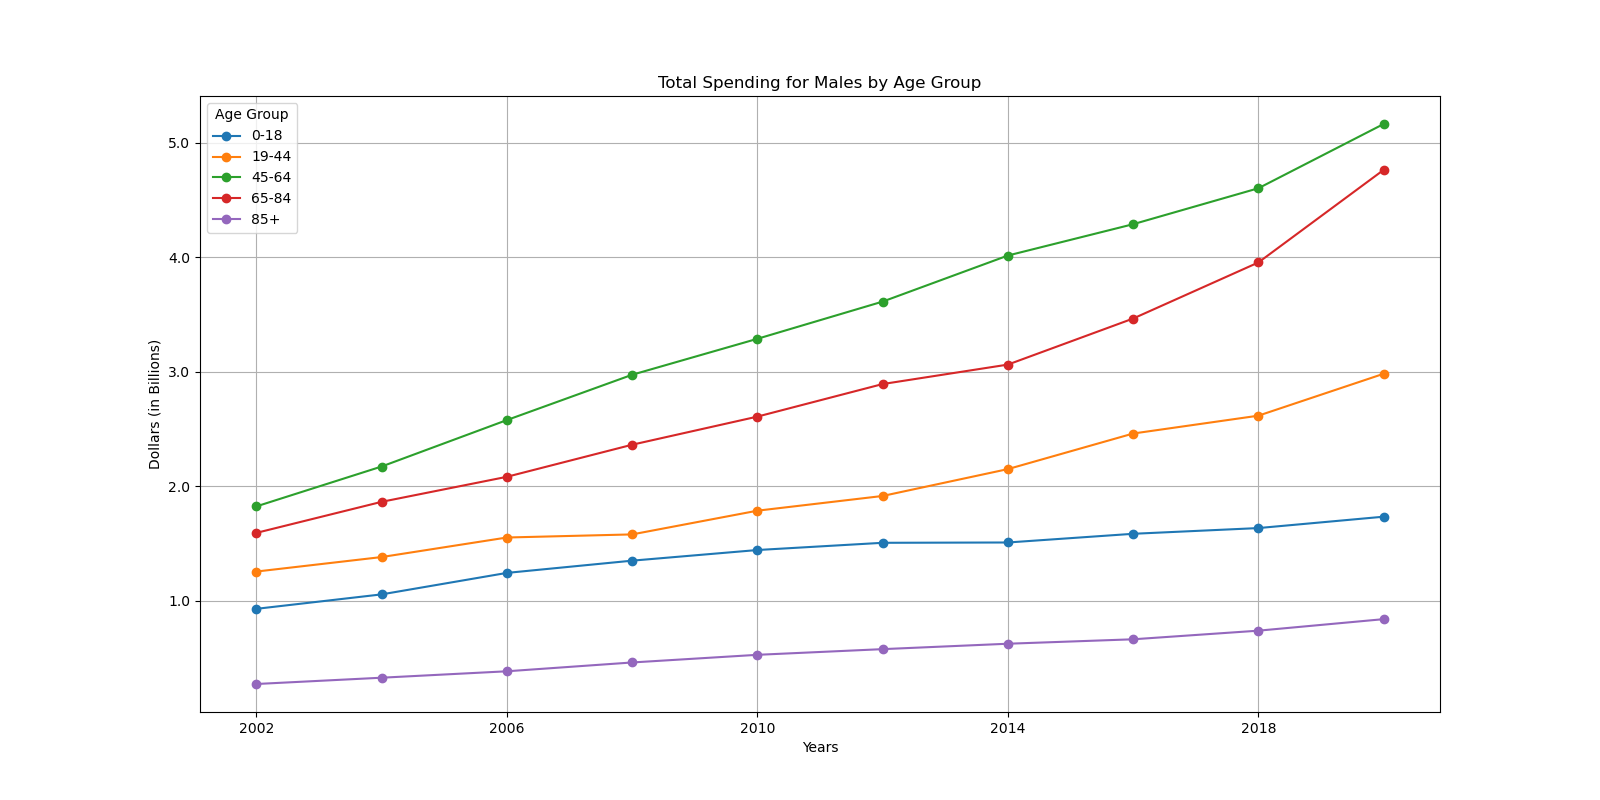 Total Spending for Males by Age Group
Age Group
0-18
19-44
45-64
65-84
85+
5.0
4.0
3.0
2.0
1.0
Dollars (in Billions)
2002 2006 2010 2014 2018
Years